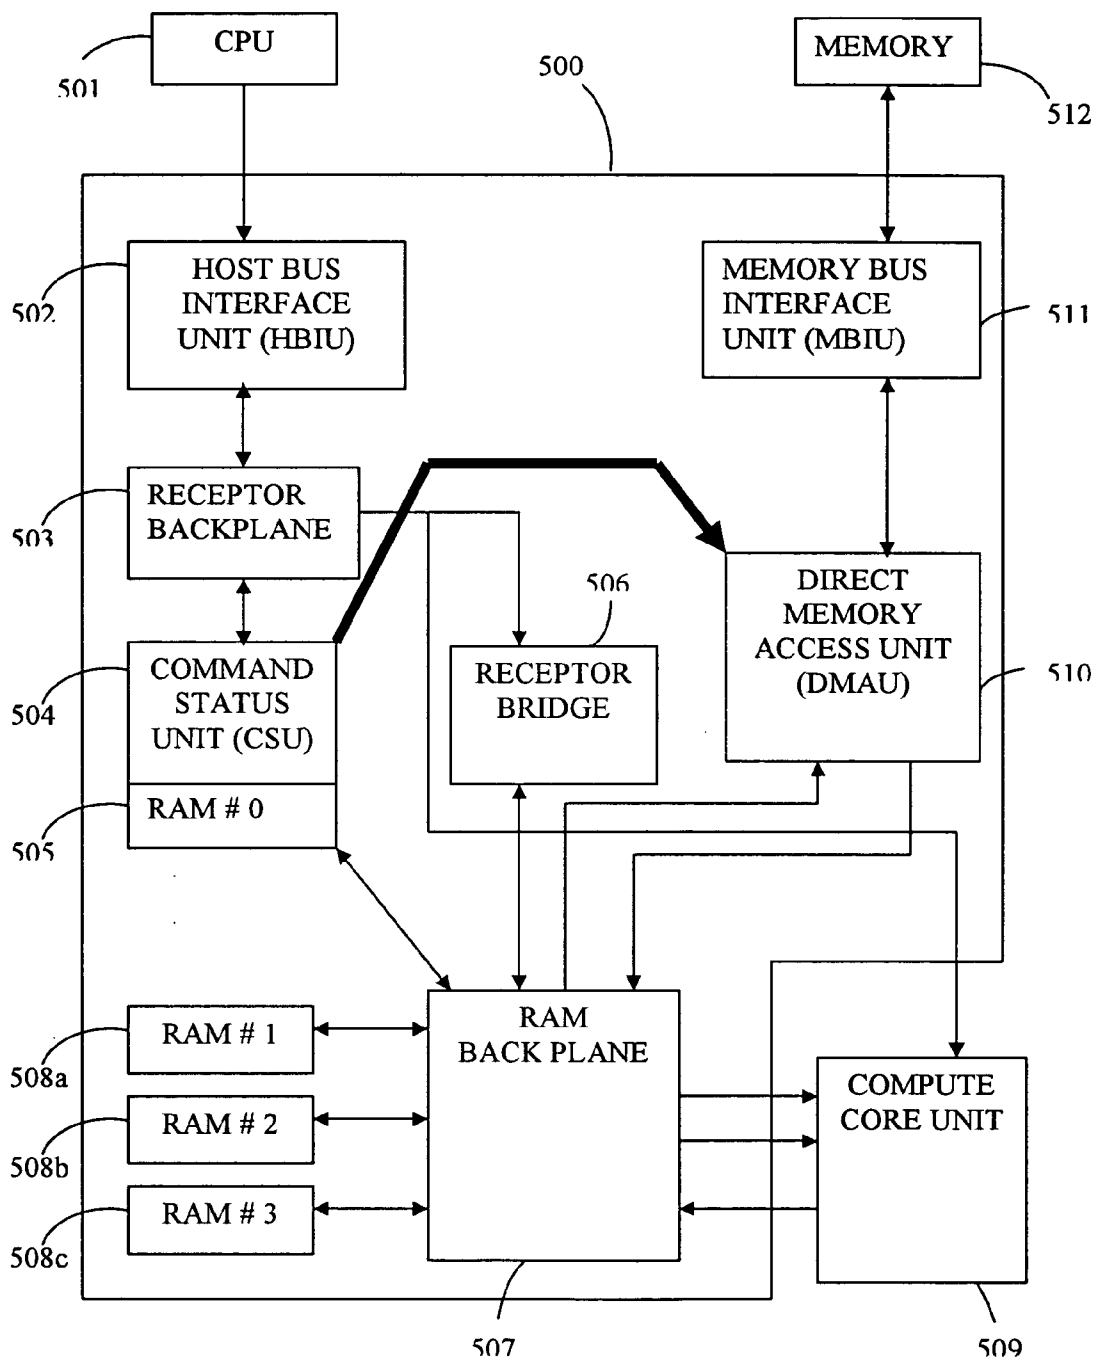 CPU
MEMORY
501
500
512
HOST BUS
INTERFACE
UNIT (HBIU)
MEMORY BUS
INTERFACE
UNIT (MBIU)
502
511
RECEPTOR
BACKPLANE
503
506
DIRECT
MEMORY
ACCESS UNIT
(DMAU)
COMMAND
STATUS
UNIT (CSU)
504
RECEPTOR
BRIDGE
510
RAM # 0
505
RAM # 1
508a
RAM
BACK PLANE
COMPUTE
CORE UNIT
RAM # 2
508b
RAM # 3
508c
507
509